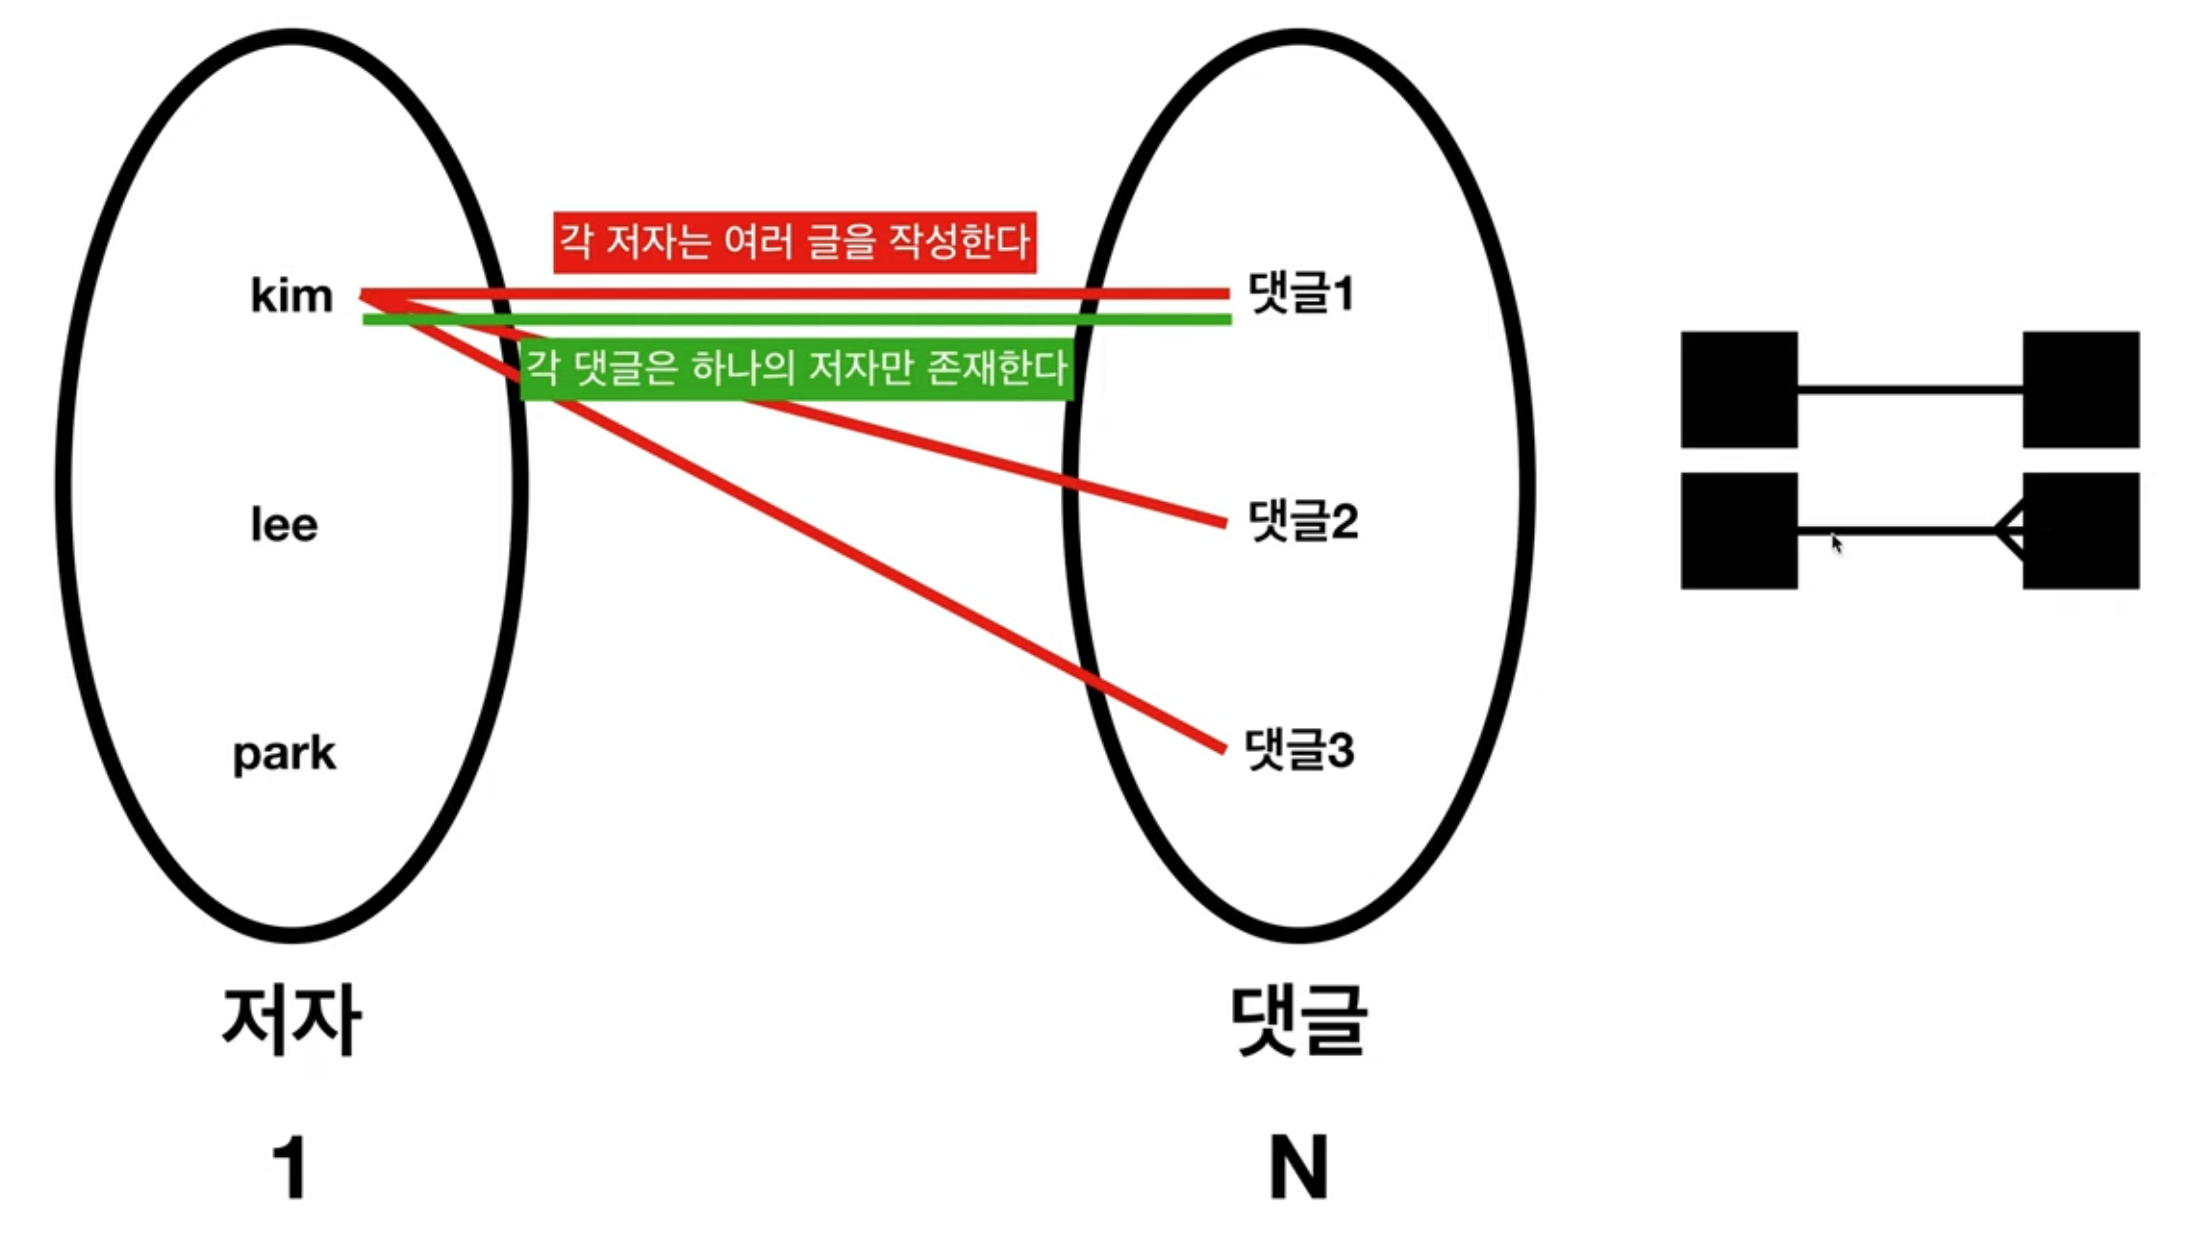 각 저자는 여러 글을 작성한다
kim
댓글1
각 댓글은 하나의 저자만 존재한다
lee
댓글2
park
댓글3
저자
댓글
1
N